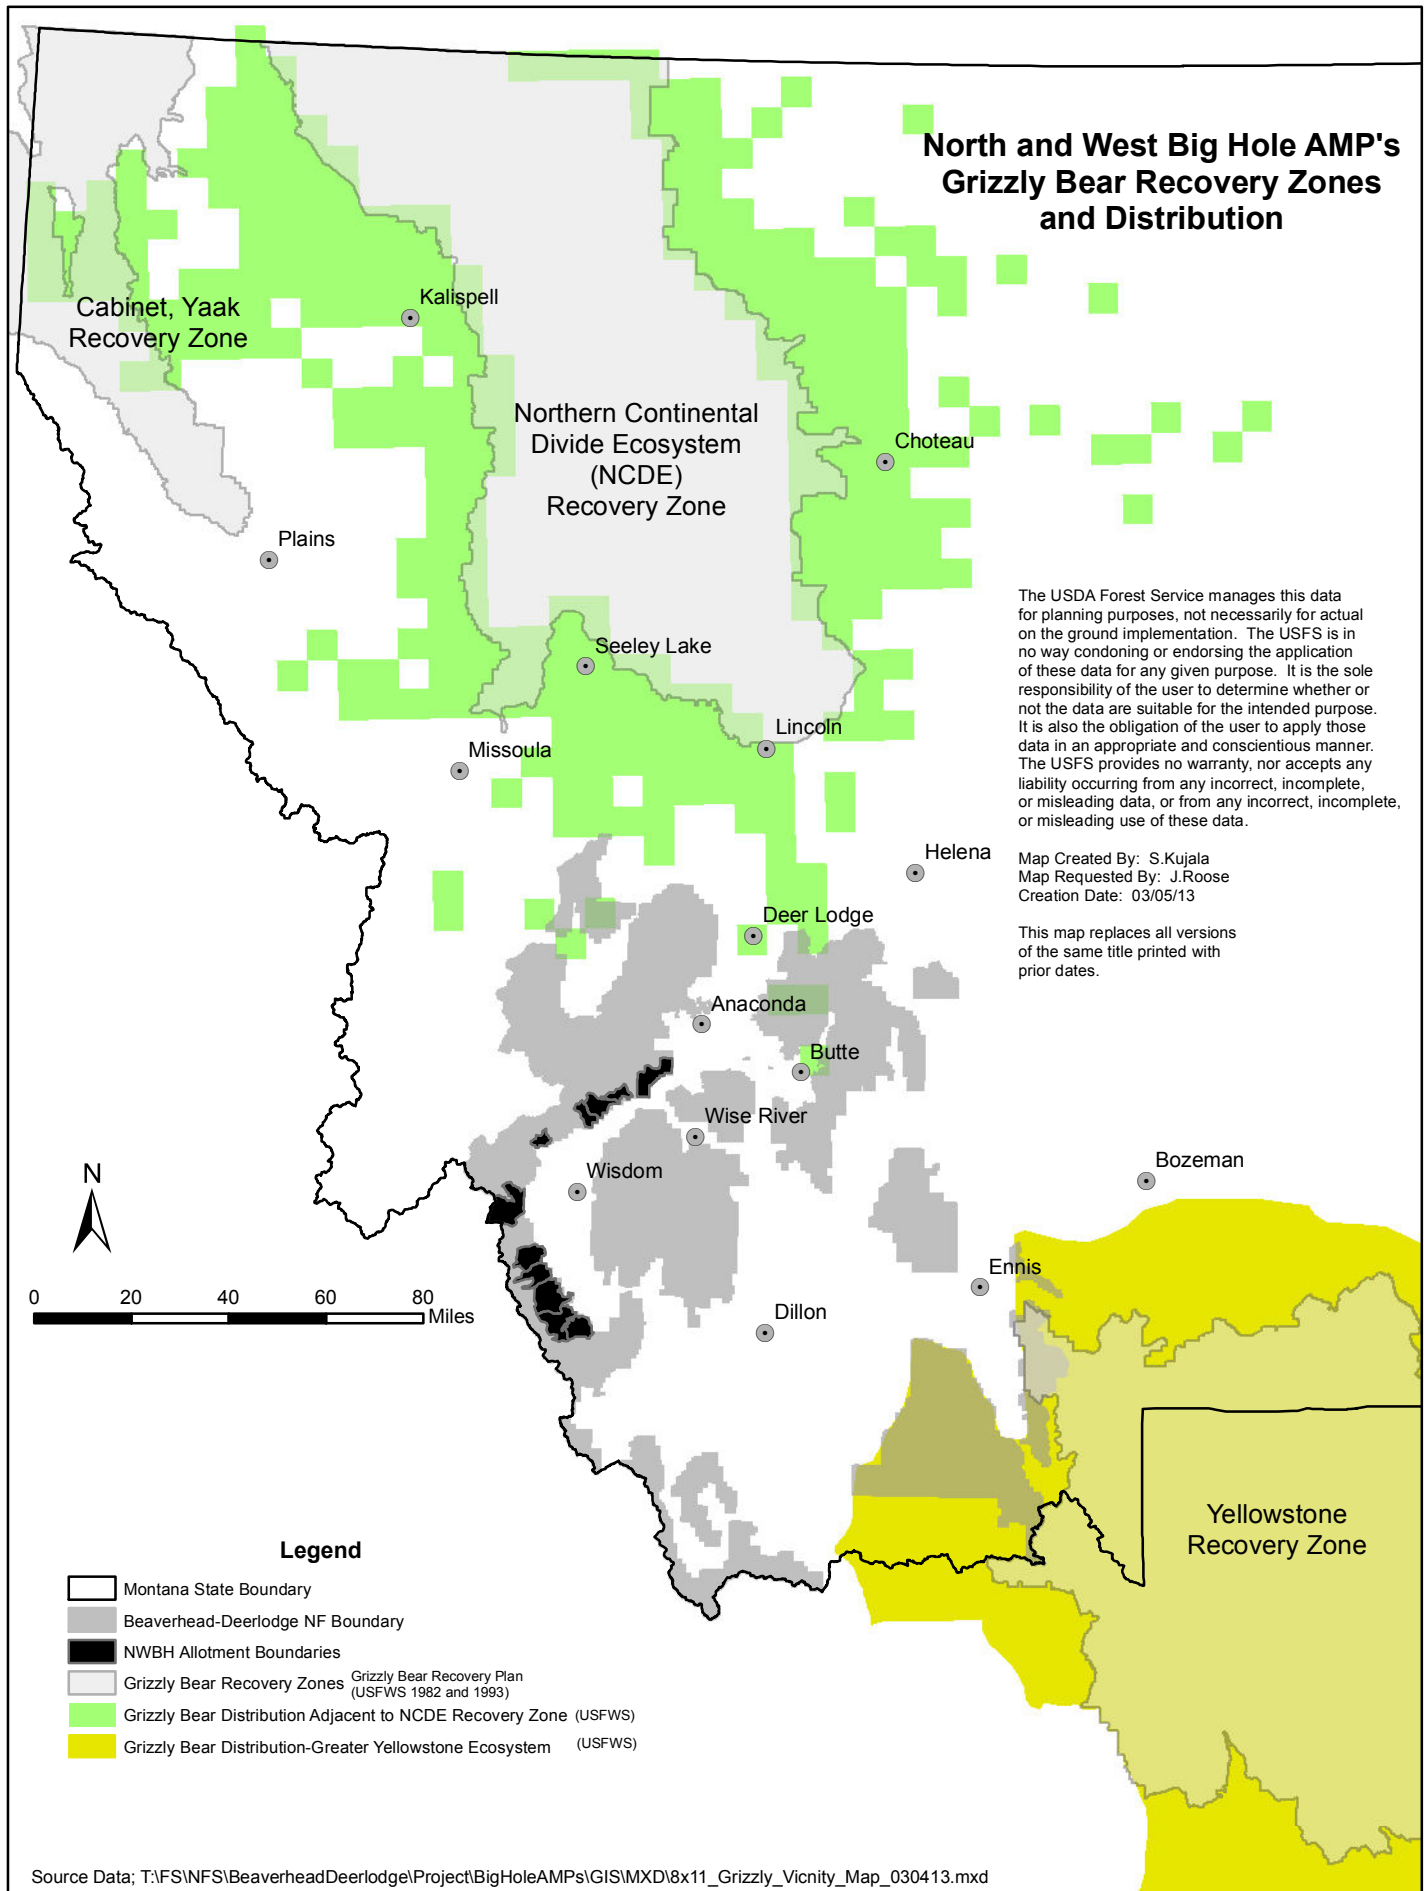 North and West Big Hole AMP's
Grizzly Bear Recovery Zones
and Distribution
Kalispell
Cabinet, Yaak
Recovery Zone
Northern Continental
Divide Ecosystem
(NCDE)
Recovery Zone
Choteau
Plains
The USDA Forest Service manages this data
for planning purposes, not necessarily for actual
on the ground implementation. The USFS is in
no way condoning or endorsing the application
of these data for any given purpose. It is the sole
responsibility of the user to determine whether or
not the data are suitable for the intended purpose.
It is also the obligation of the user to apply those
data in an appropriate and conscientious manner.
The USFS provides no warranty, nor accepts any
liability occurring from any incorrect, incomplete,
or misleading data, or from any incorrect, incomplete,
or misleading use of these data.
Map Created By: S.Kujala
Map Requested By: J.Roose
Creation Date: 03/05/13
This map replaces all versions
of the same title printed with
prior dates.
Seeley Lake
Lincoln
Missoula
Helena
Deer Lodge
Anaconda
Butte
Wise River
Wisdom
Bozeman
Ennis
Dillon
N
0 20 40 60 80
Miles
Yellowstone
Recovery Zone
Legend
Montana State Boundary
Beaverhead-Deerlodge NF Boundary
NWBH Allotment Boundaries
Grizzly Bear Recovery Zones Grizzly Bear Recovery Plan
(USFWS 1982 and 1993)
Grizzly Bear Distribution Adjacent to NCDE Recovery Zone (USFWS)
Grizzly Bear Distribution-Greater Yellowstone Ecosystem (USFWS)
Source Data; T:\FS\NFS\BeaverheadDeerlodge\Project\BigHoleAMPs\GIS\MXD\8x11_Grizzly_Vicnity_Map_030413.mxd